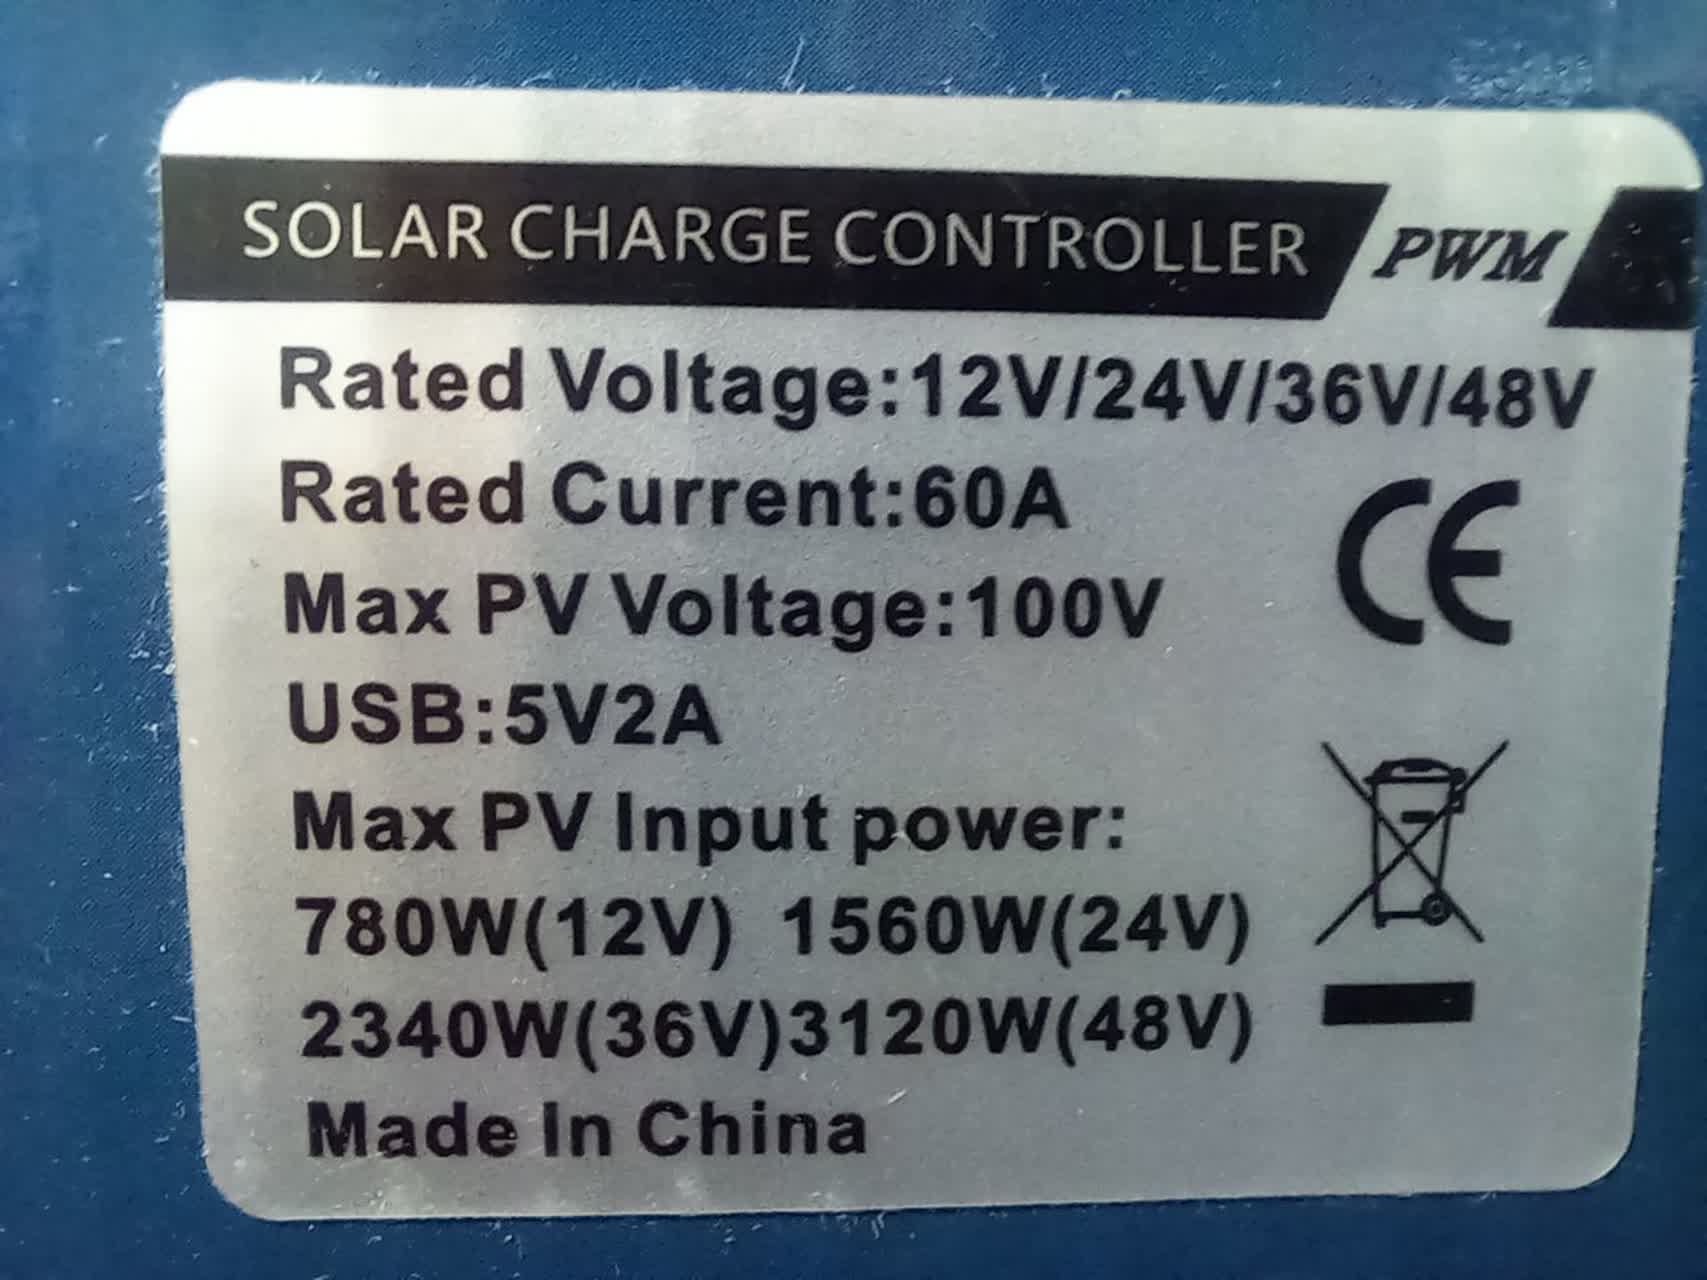 SOLAR CHARGE CONTROLLER PWM
Rated Voltage:12V/24V/36V/48V
Rated Current:60A
CE
Max PV Voltage:100V
USB:5V2A
Max PV Input power:
780W(12V) 1560W(24V)
2340W(36V)3120W(48V)
Made In China